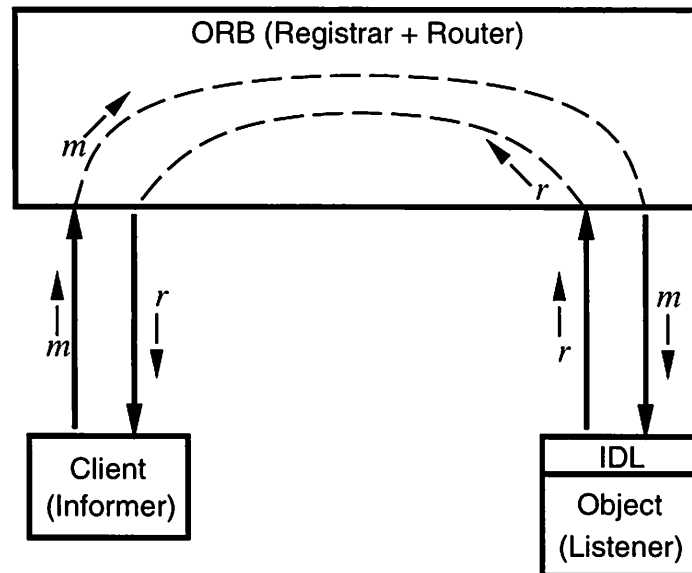 ORB (Registrar + Router)
m
r
m
r
r
m
Client
(Informer)
IDL
Object
(Listener)